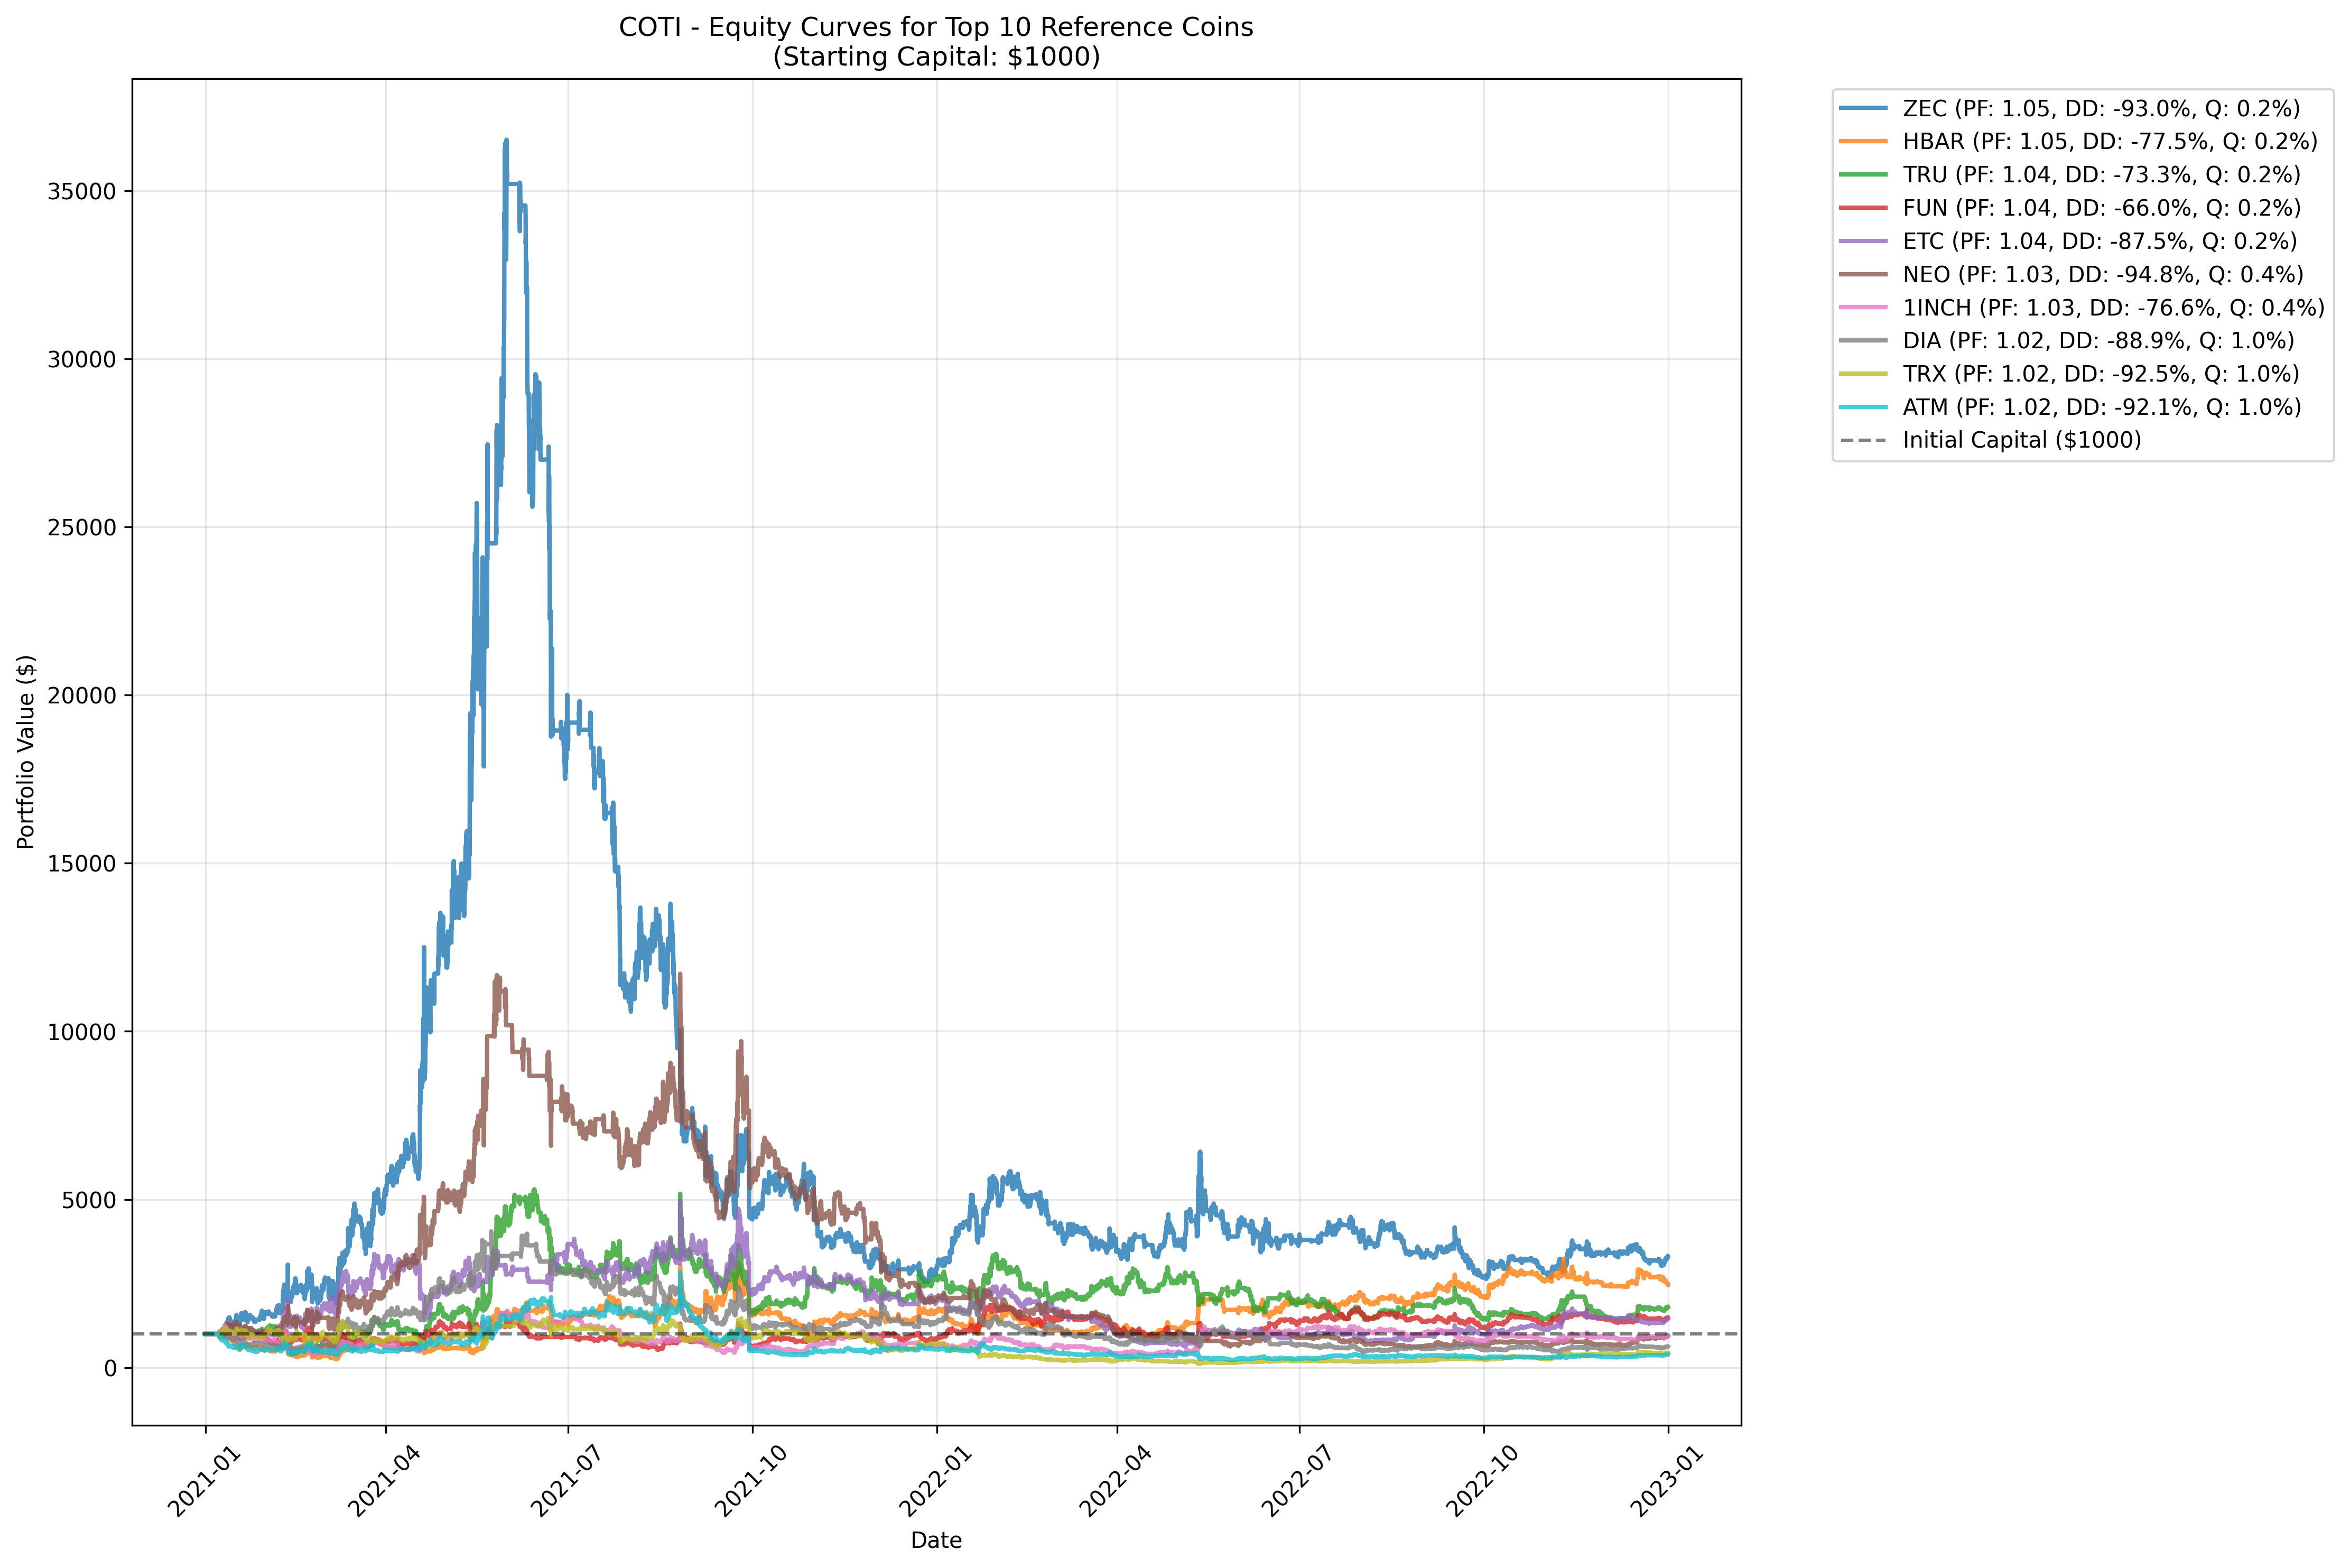 COTI - Equity Curves for Top 10 Reference Coins
(Starting Capital: $1000)
ZEC (PF: 1.05, DD: -93.0%, Q: 0.2%)
HBAR (PF: 1.05, DD: -77.5%, Q: 0.2%)
TRU (PF: 1.04, DD: -73.3%, Q: 0.2%)
FUN (PF: 1.04, DD: -66.0%, Q: 0.2%)
ETC (PF: 1.04, DD: -87.5%, Q: 0.2%)
NEO (PF: 1.03, DD: -94.8%, Q: 0.4%)
1INCH (PF: 1.03, DD: -76.6%, Q: 0.4%)
DIA (PF: 1.02, DD: -88.9%, Q: 1.0%)
TRX (PF: 1.02, DD: -92.5%, Q: 1.0%)
ATM (PF: 1.02, DD: -92.1%, Q: 1.0%)
Initial Capital ($1000)
Portfolio Value ($)
35000
30000
25000
20000
15000
10000
5000
0
2021-01
2021-04
2021-07
2021-10
2022-01
2022-04
2022-07
2022-10
2023-01
Date